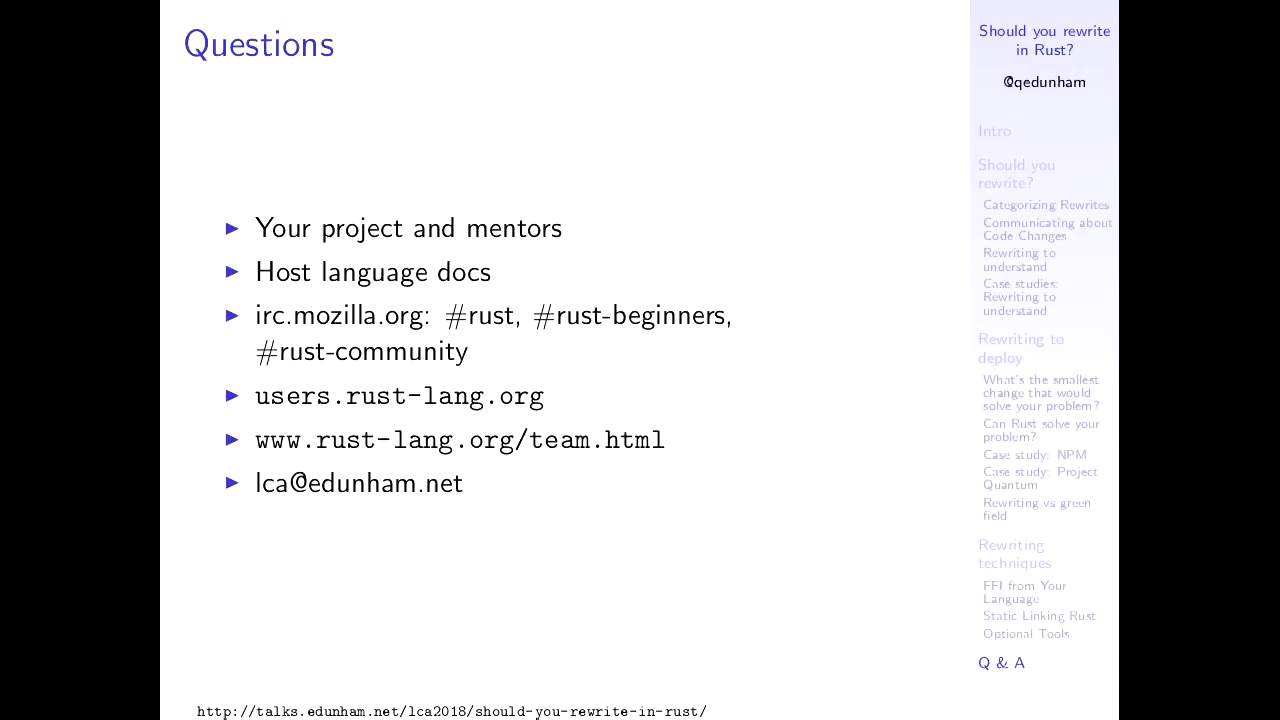 Questions
Your project and mentors
Host language docs
irc.mozilla.org: #rust, #rust-beginners,
#rust-community
users.rust-lang.org
www.rust-lang.org/team.html
lca@edunham.net
http://talks.edunham.net/lca2018/should-you-rewrite-in-rust/
Should you rewrite
in Rust?
@qedunham
Intro
Should you
rewrite?
Categorizing Rewrites
Communicating about
Code Changes
Rewriting to
understand
Case studies:
Rewriting to
understand
Rewriting to
deploy
What's the smallest
change that would
solve your problem?
Can Rust solve your
problem?
Case study: NPM
Case study: Project
Quantum
Rewriting vs green
field
Rewriting
techniques
FFI from Your
Language
Static Linking Rust
Optional Tools
Q & A